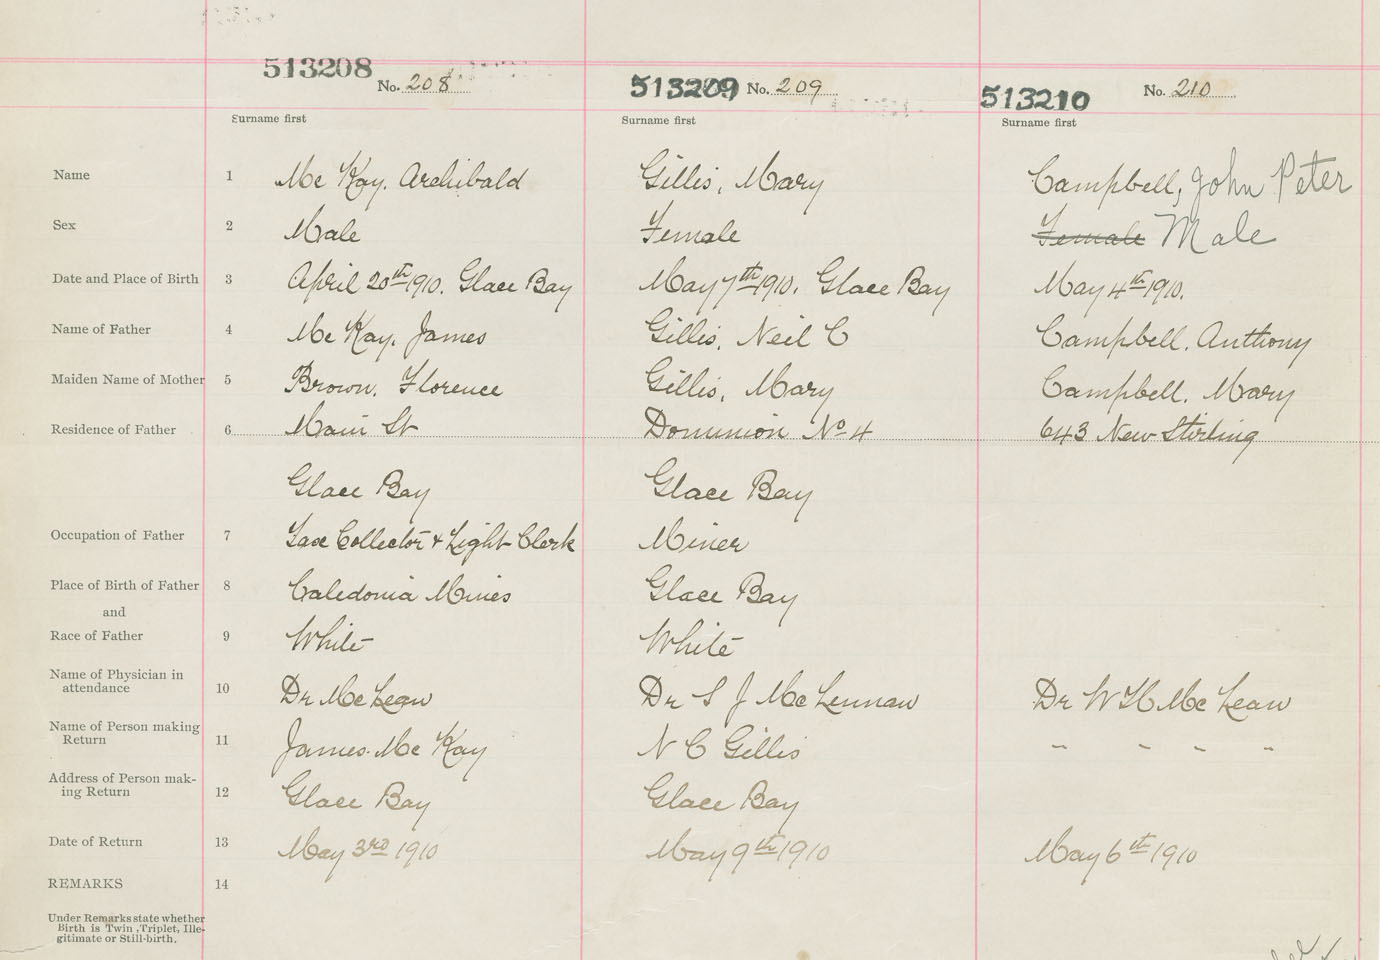 513208 No. 208 513209 No. 209 513210 No. 210
Surname first Surname first Surname first
Name 1 Mc Kay, Archibald Gillis, Mary Campbell, John Peter
Sex 2 Male Female Female Male
Date and Place of Birth 3 April 20th 1910. Glace Bay May 7th 1910. Glace Bay May 4th 1910.
Name of Father 4 Mc Kay, James Gillis, Neil C Campbell, Anthony
Maiden Name of Mother 5 Brown, Florence Gillis, Mary Campbell, Mary
Residence of Father 6 Main St Dominion No 4 643 New Stirling
Glace Bay Glace Bay
Occupation of Father 7 Tax Collector & Light Clerk Miner
Place of Birth of Father 8 Caledonia Mines Glace Bay
and
Race of Father 9 White White
Name of Physician in
attendance 10 Dr Mc Lean Dr S J Mc Lennan Dr W H Mc Lean
Name of Person making
Return 11 James Mc Kay N C Gillis " " " "
Address of Person mak-
ing Return 12 Glace Bay Glace Bay
Date of Return 13 May 3rd 1910 May 9th 1910 May 6th 1910
REMARKS 14
Under Remarks state whether
Birth is Twin, Triplet, Ille-
gitimate or Still-birth.